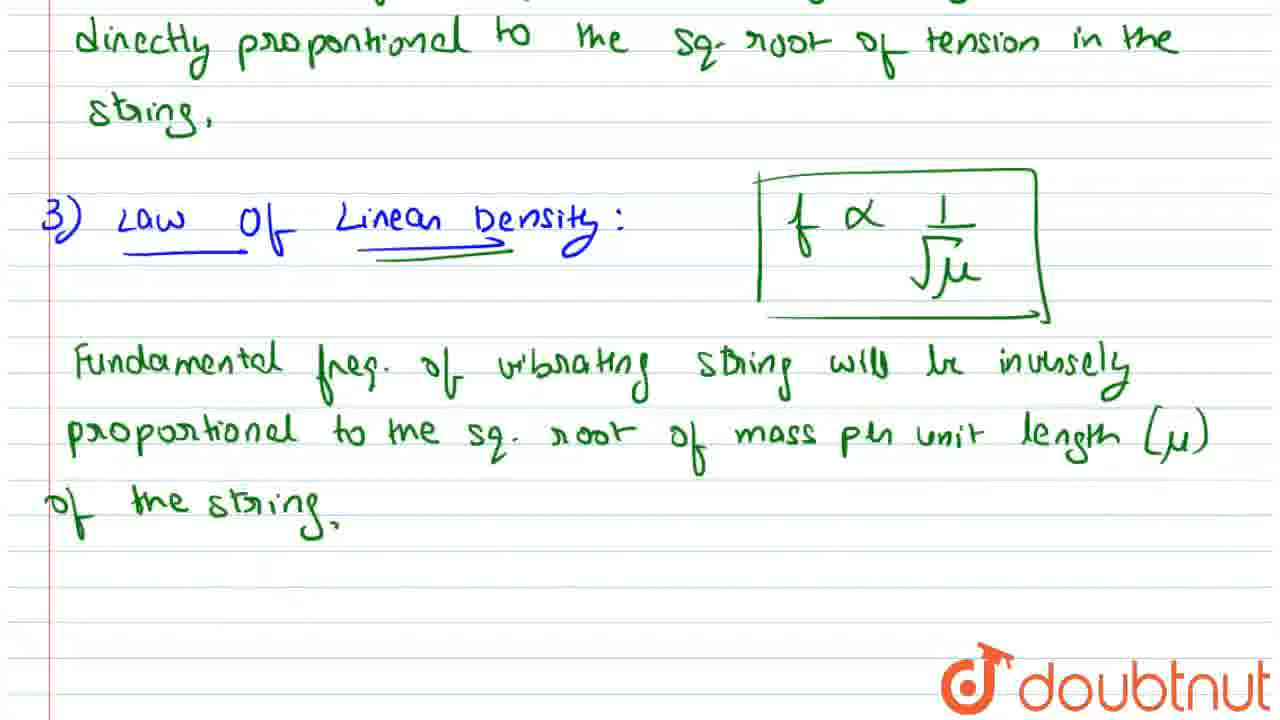 directly proportional to the sq. root of tension in the
string.
3) Law Of Linear Density: f ∝ 1/√μ
Fundamental freq. of vibrating string will be inversely
proportional to the sq. root of mass per unit length (μ)
of the string.
doubtnut